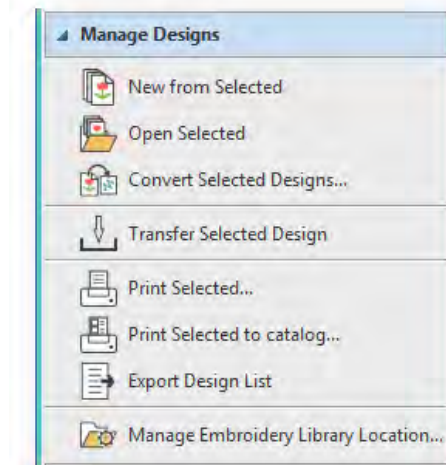 Manage Designs
New from Selected
Open Selected
Convert Selected Designs...
Transfer Selected Design
Print Selected...
Print Selected to catalog...
Export Design List
Manage Embroidery Library Location...